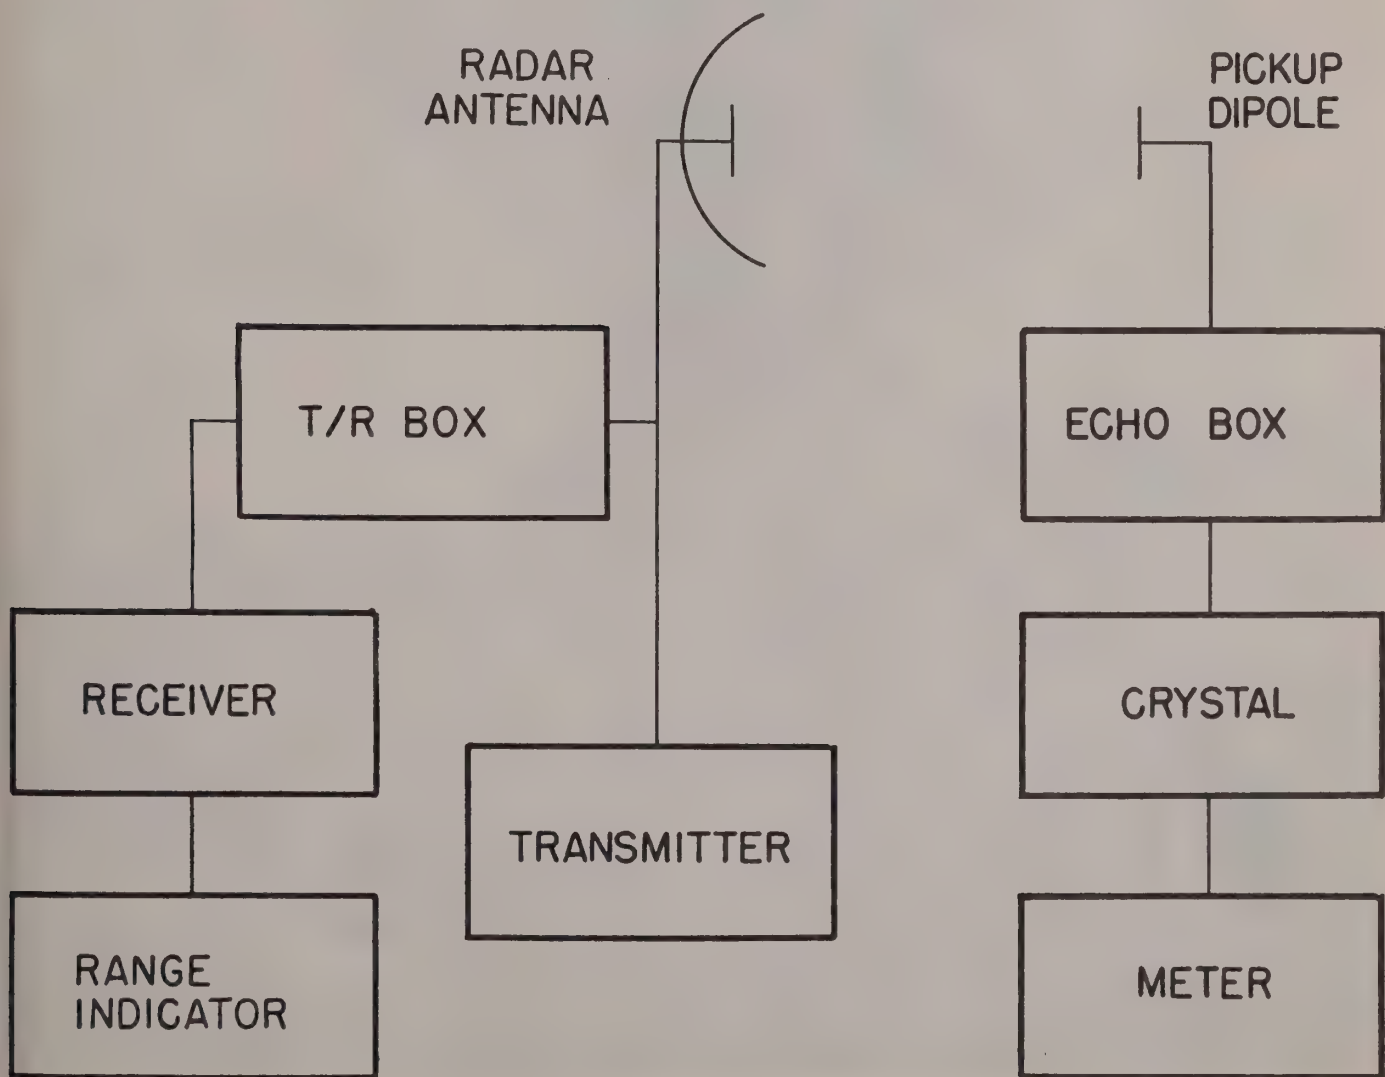 RADAR
ANTENNA
PICKUP
DIPOLE
T/R BOX
ECHO BOX
RECEIVER
CRYSTAL
TRANSMITTER
RANGE
INDICATOR
METER